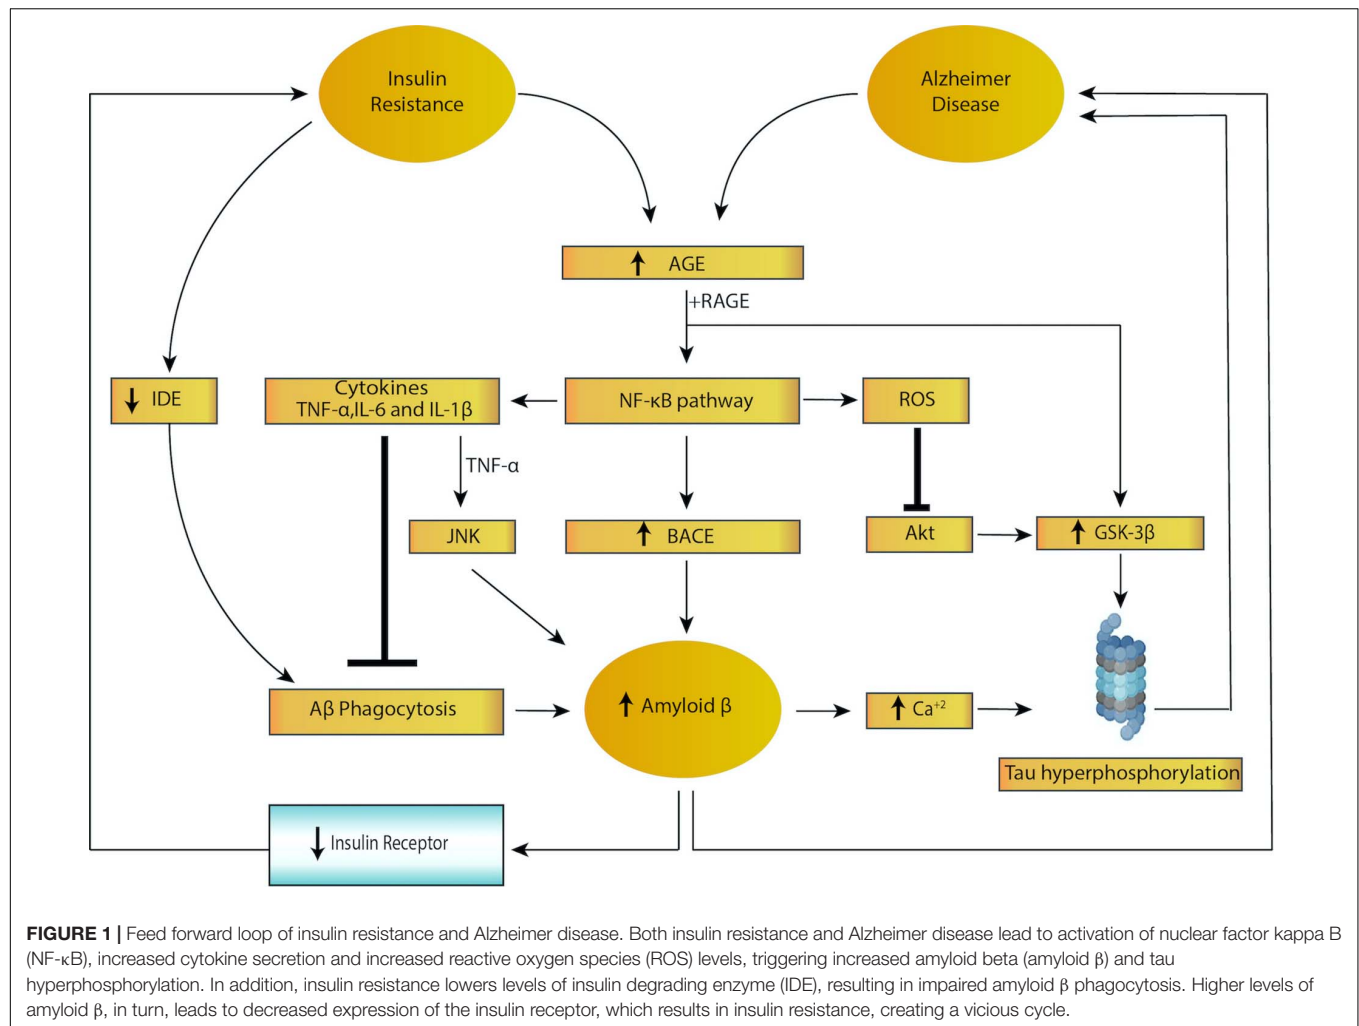 Insulin
Resistance
Alzheimer
Disease
AGE
+RAGE
IDE
Cytokines
TNF-α,IL-6 and IL-1β
NF-κB pathway
ROS
TNF-α
JNK
BACE
Akt
GSK-3β
Aβ Phagocytosis
Amyloid β
Ca+2
Tau hyperphosphorylation
Insulin Receptor
FIGURE 1 | Feed forward loop of insulin resistance and Alzheimer disease. Both insulin resistance and Alzheimer disease lead to activation of nuclear factor kappa B
(NF-κB), increased cytokine secretion and increased reactive oxygen species (ROS) levels, triggering increased amyloid beta (amyloid β) and tau
hyperphosphorylation. In addition, insulin resistance lowers levels of insulin degrading enzyme (IDE), resulting in impaired amyloid β phagocytosis. Higher levels of
amyloid β, in turn, leads to decreased expression of the insulin receptor, which results in insulin resistance, creating a vicious cycle.